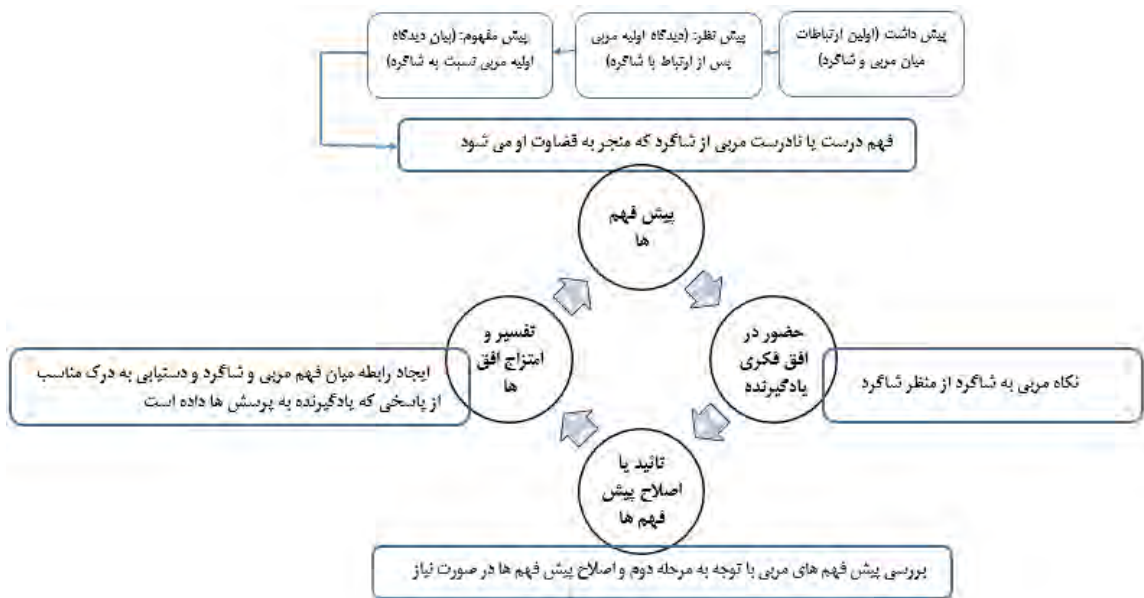 پیش داشت (اولین ارتباطات
میان مربی و شاگرد)
پیش نظر: (دیدگاه اولیه مربی
پس از ارتباط با شاگرد)
پیش مفهوم: (بیان دیدگاه
اولیه مربی نسبت به شاگرد)
فهم درست یا نادرست مربی از شاگرد که منجر به قضاوت او می شود
پیش فهم
ها
حضور در
افق فکری
یادگیرنده
نگاه مربی به شاگرد از منظر شاگرد
تائید یا
اصلاح پیش
فهم ها
بررسی پیش فهم های مربی با توجه به مرحله دوم و اصلاح پیش فهم ها در صورت نیاز
تفسیر و
امتزاج افق
ها
ایجاد رابطه میان فهم مربی و شاگرد و دستیابی به درک مناسب
از پاسخی که یادگیرنده به پرسش ها داده است